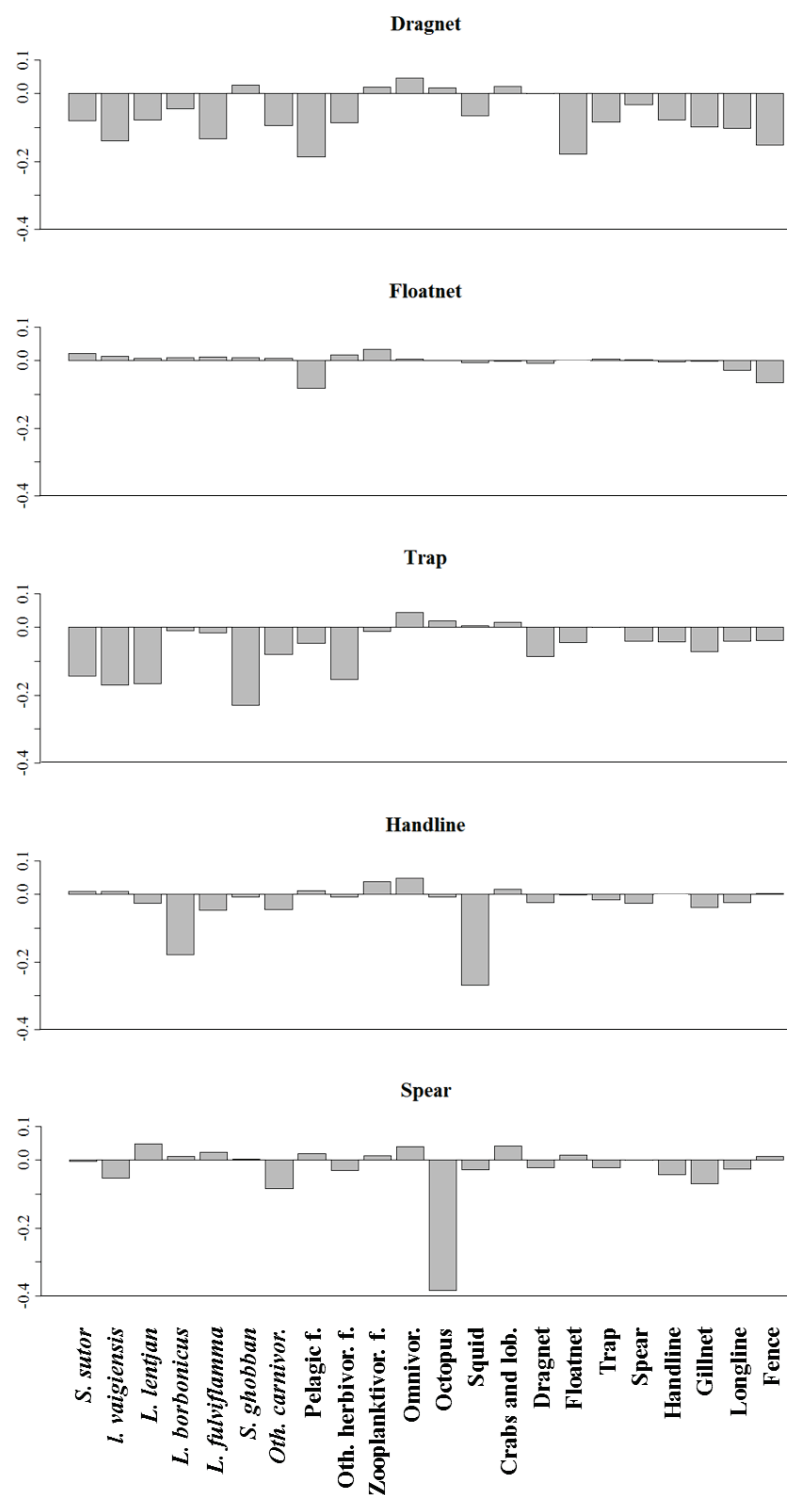 Dragnet
0.1
0.0
-0.2
-0.4
Floatnet
0.1
0.0
-0.2
-0.4
Trap
0.1
0.0
-0.2
-0.4
Handline
0.1
0.0
-0.2
-0.4
Spear
0.1
0.0
-0.2
-0.4
S. sutor
l. vaigiensis
L. lentjan
L. borbonicus
L. fulviflamma
S. ghobban
Oth. carnivor.
Pelagic f.
Oth. herbivor. f.
Zooplanktivor. f.
Omnivor.
Octopus
Squid
Crabs and lob.
Dragnet
Floatnet
Trap
Spear
Handline
Gillnet
Longline
Fence